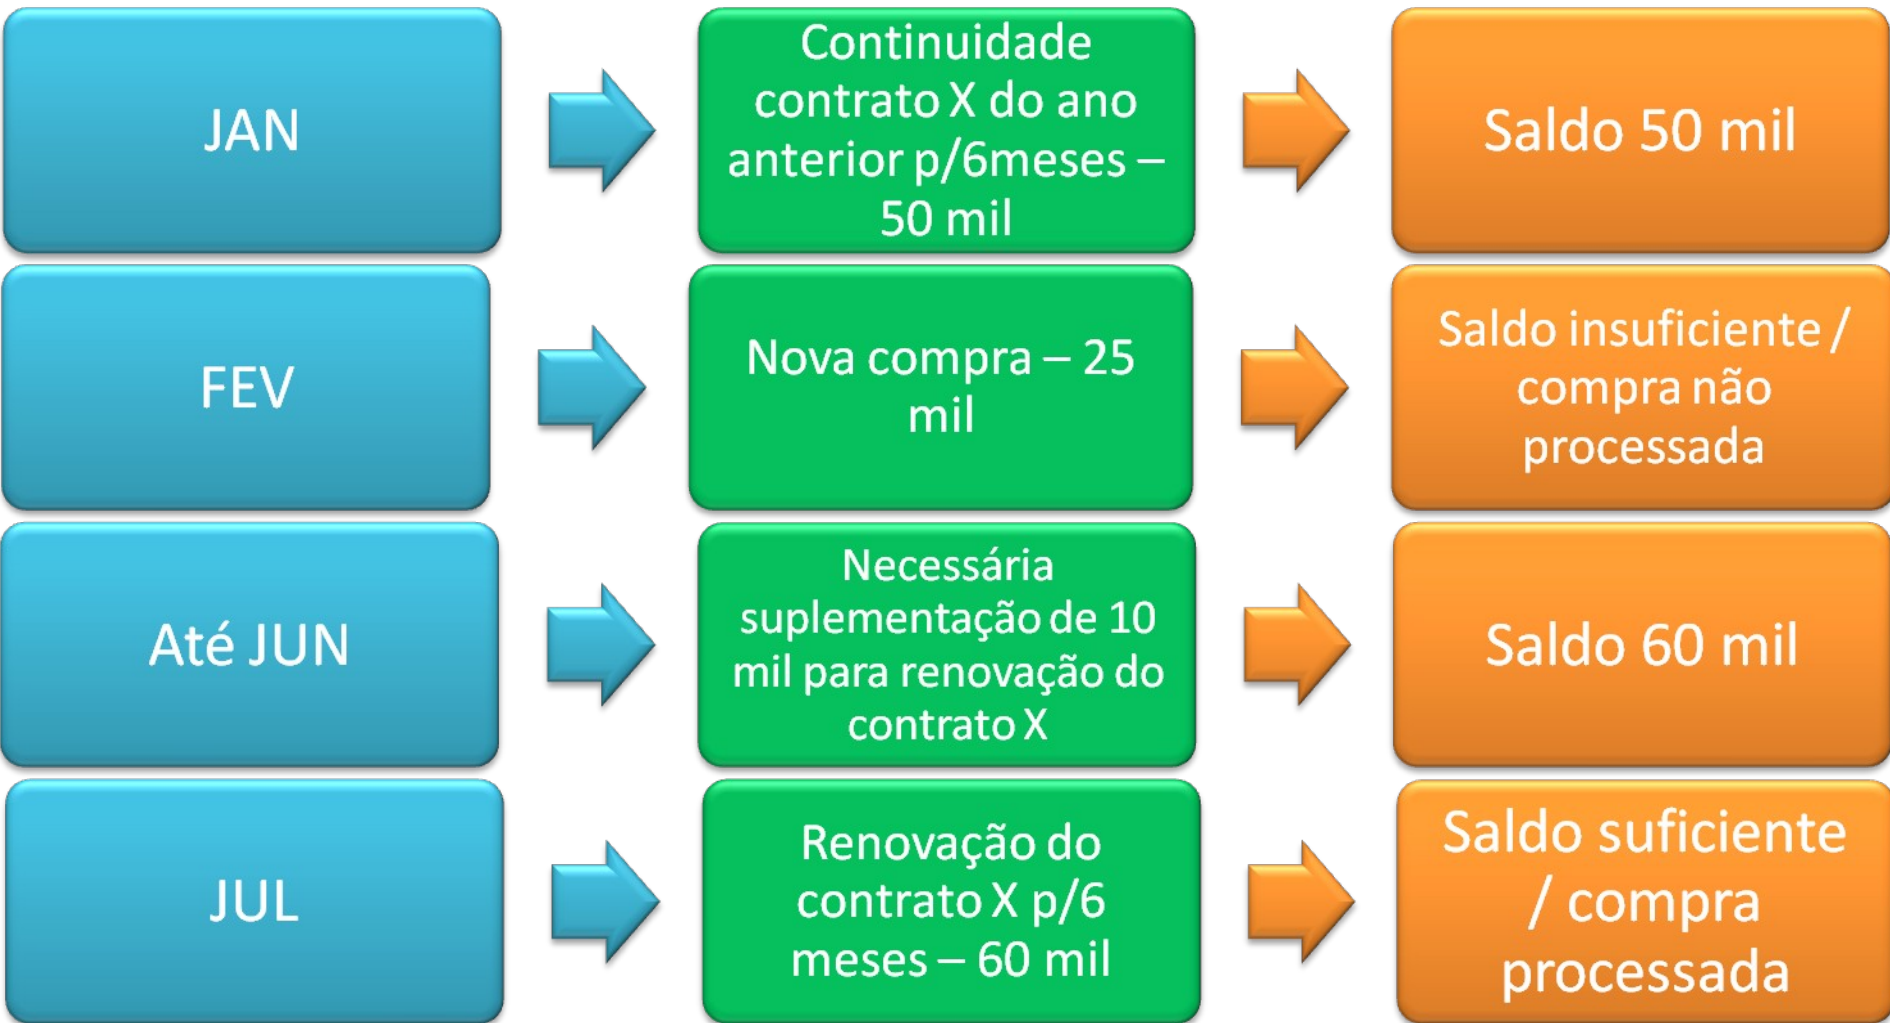 JAN
Continuidade
contrato X do ano
anterior p/6meses –
50 mil
Saldo 50 mil
FEV
Nova compra – 25
mil
Saldo insuficiente /
compra não
processada
Até JUN
Necessária
suplementação de 10
mil para renovação do
contrato X
Saldo 60 mil
JUL
Renovação do
contrato X p/6
meses – 60 mil
Saldo suficiente
/ compra
processada